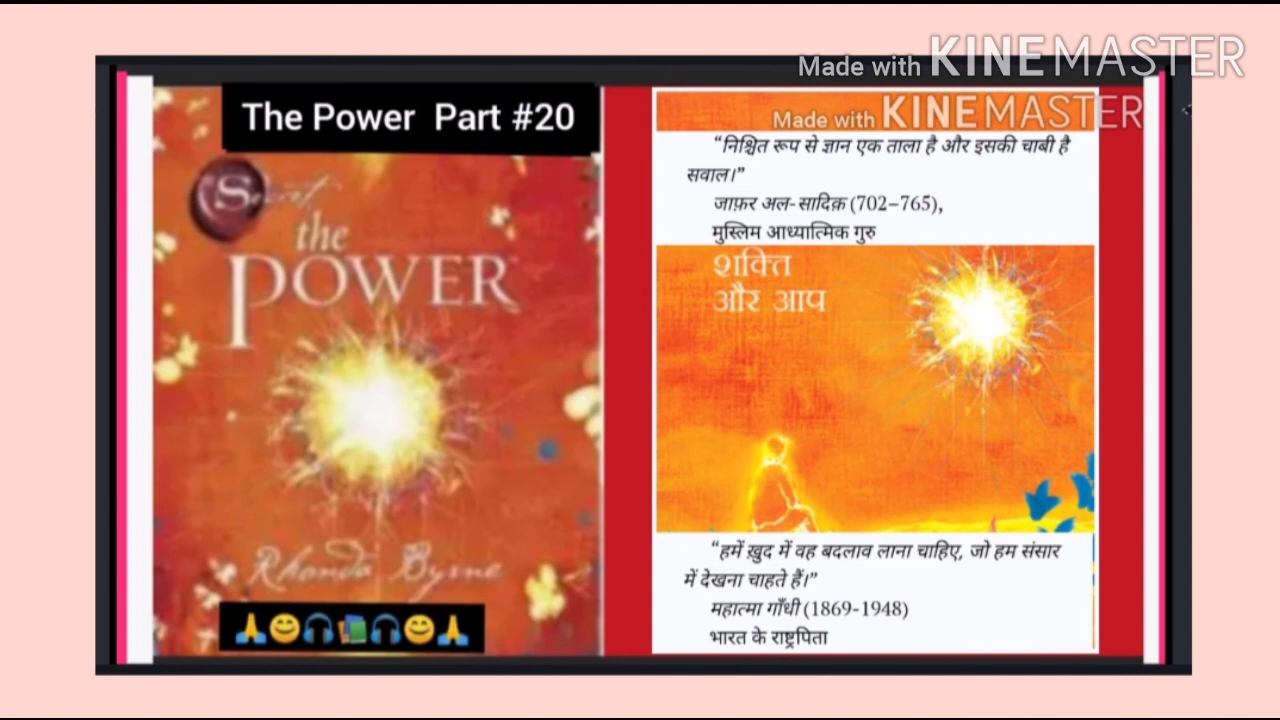 Made with KINEMASTER
Made with KINEMASTER
The Power Part #20
Secret
the
POWER
Rhonda Byrne
🙏😊🎧📚🎧😊🙏
“निश्चित रूप से ज्ञान एक ताला है और इसकी चाबी है
सवाल।”
जाफ़र अल-सादिक़ (702–765),
मुस्लिम आध्यात्मिक गुरु
शक्ति
और आप
“हमें ख़ुद में वह बदलाव लाना चाहिए, जो हम संसार
में देखना चाहते हैं।”
महात्मा गाँधी (1869-1948)
भारत के राष्ट्रपिता